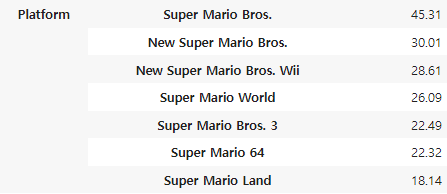 Platform Super Mario Bros. 45.31
New Super Mario Bros. 30.01
New Super Mario Bros. Wii 28.61
Super Mario World 26.09
Super Mario Bros. 3 22.49
Super Mario 64 22.32
Super Mario Land 18.14